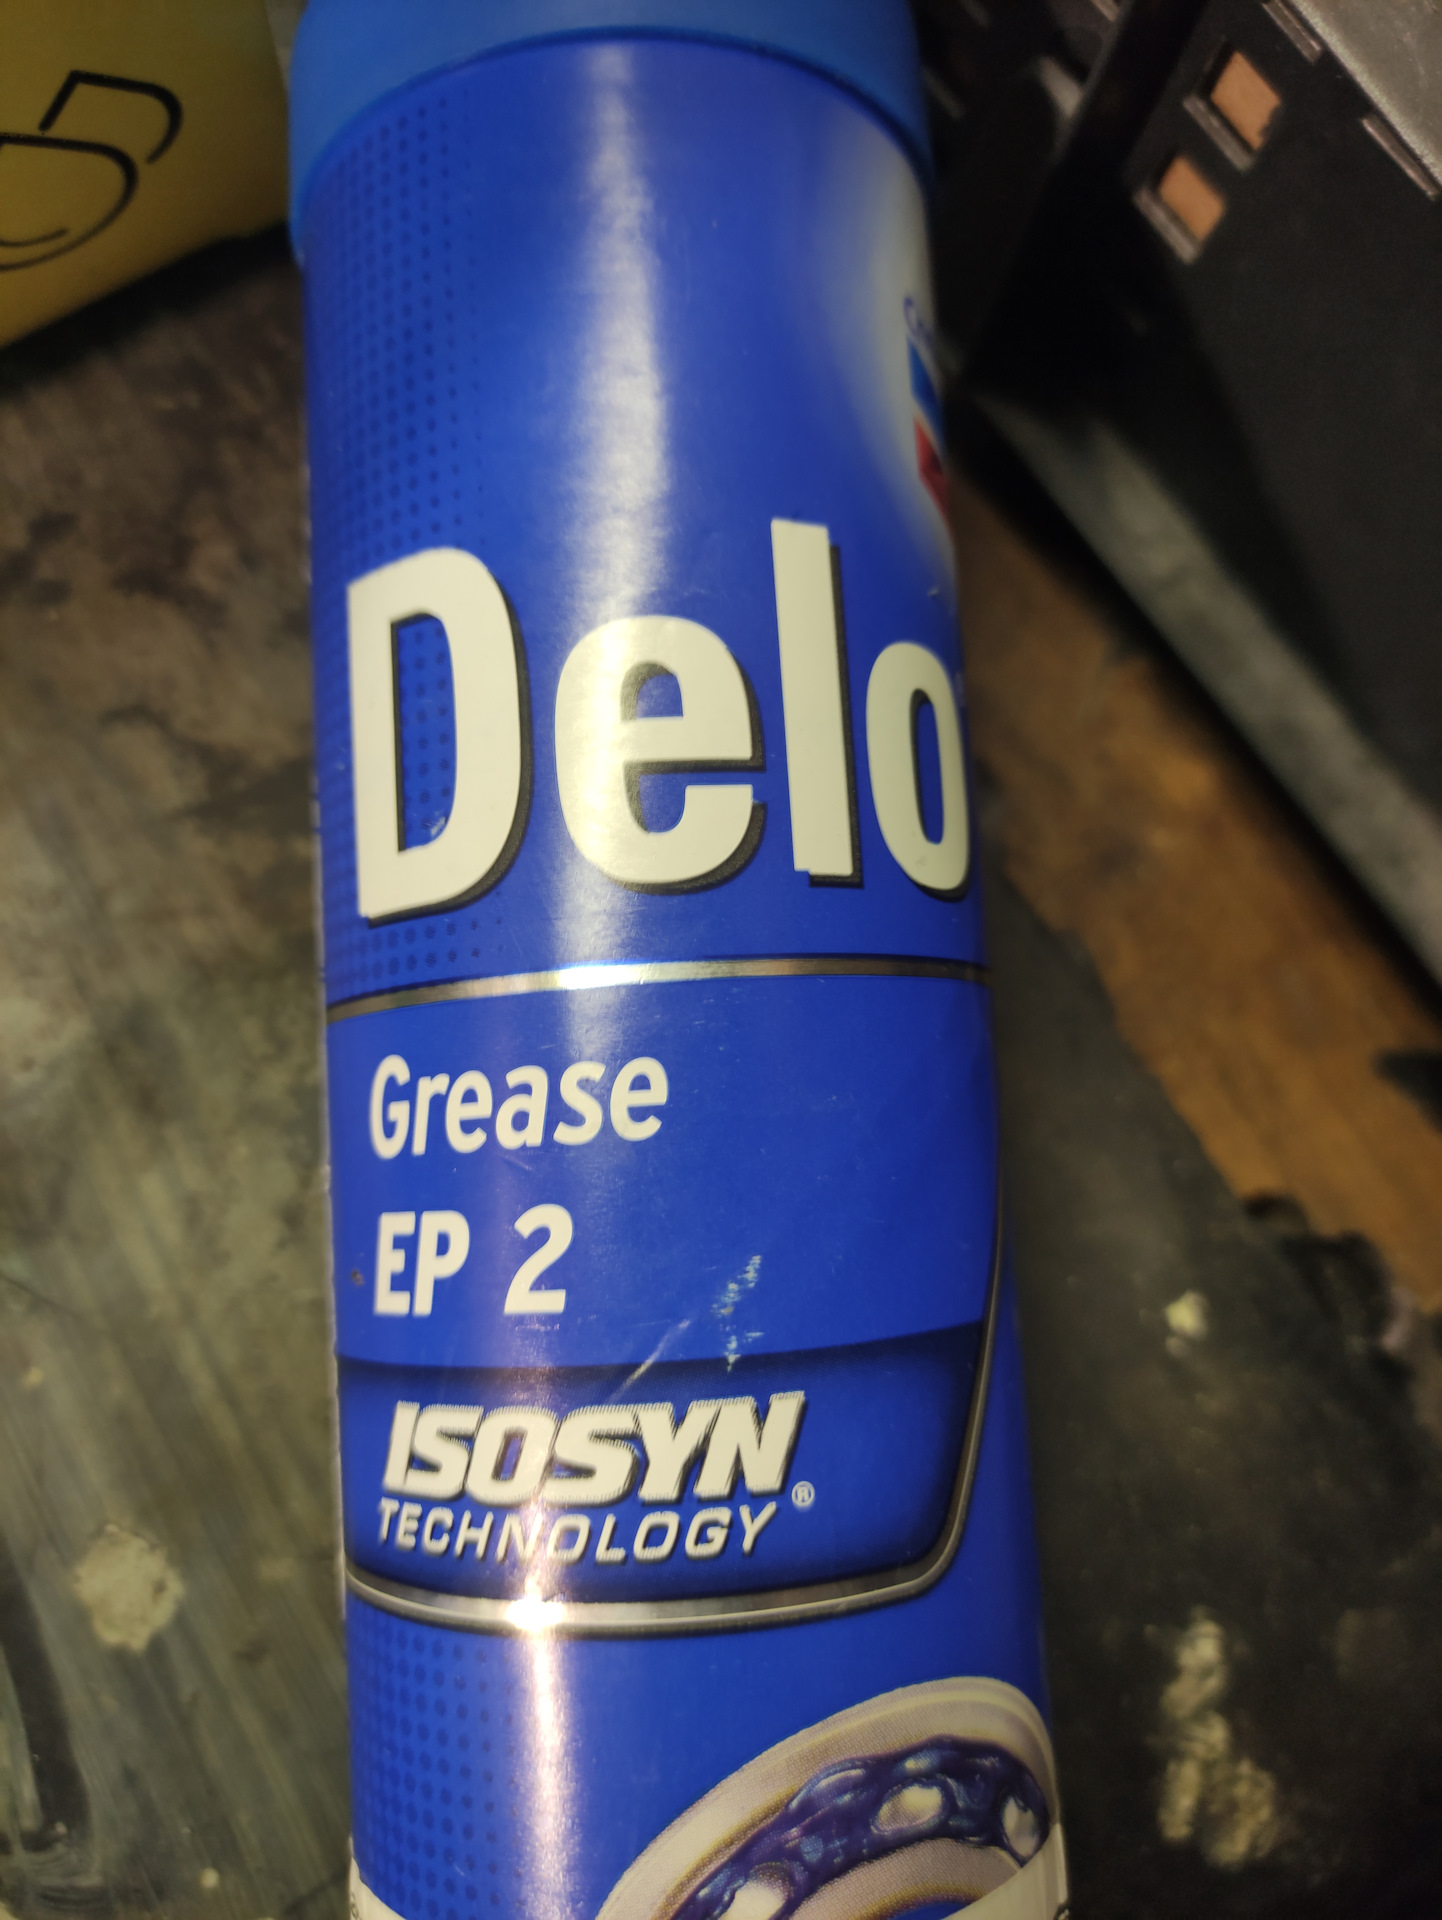 Delo
Grease
EP 2
ISOSYN
TECHNOLOGY®